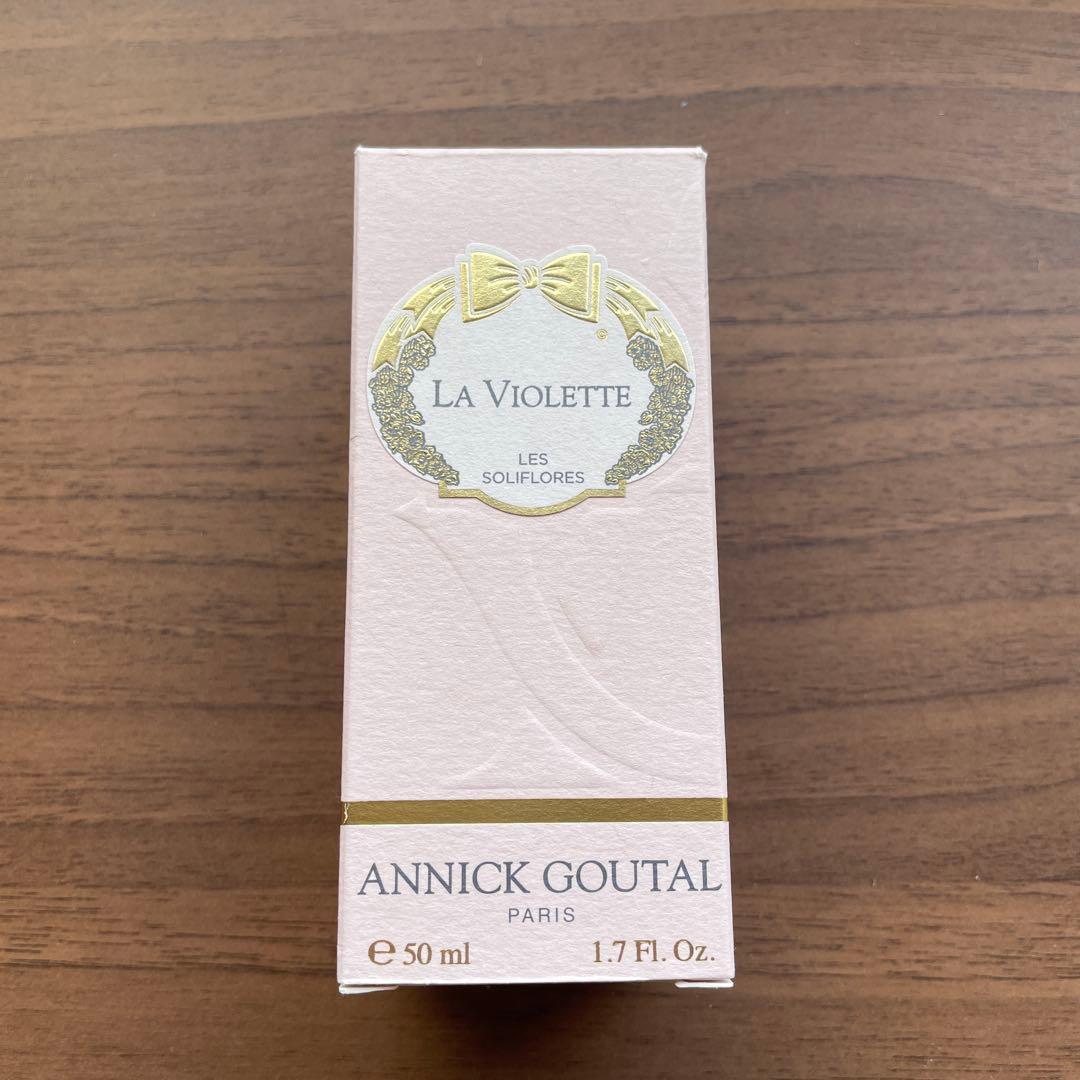 LA VIOLETTE
LES
SOLIFLORES
ANNICK GOUTAL
PARIS
℮ 50 ml 1.7 Fl. Oz.